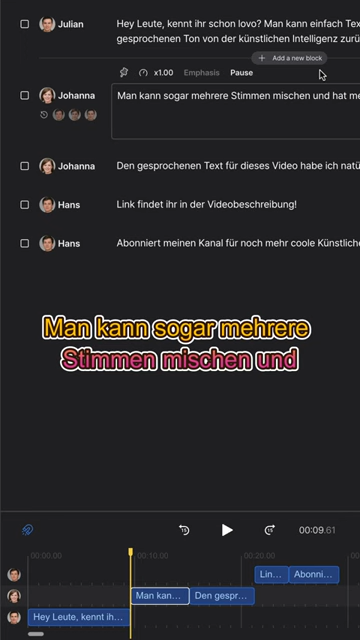 Julian
Hey Leute, kennt ihr schon lovo? Man kann einfach Tex
gesprochenen Ton von der künstlichen Intelligenz zurü
Add a new block
x1.00 Emphasis Pause
Johanna
Man kann sogar mehrere Stimmen mischen und hat me
Johanna
Den gesprochenen Text für dieses Video habe ich natü
Hans
Link findet ihr in der Videobeschreibung!
Hans
Abonniert meinen Kanal für noch mehr coole Künstliche
Man kann sogar mehrere
Stimmen mischen und
15 15 00:09.61
00:00.00 00:10.00 00:20.00 00
Lin... Abonni...
Man kan... Den gespr...
Hey Leute, kennt ih...